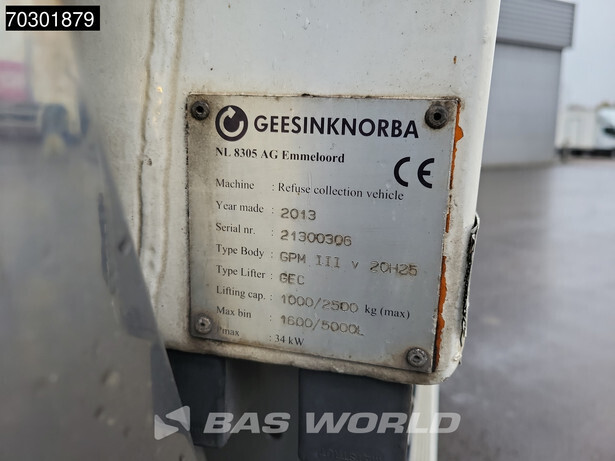 70301879
GEESINKNORBA
NL 8305 AG Emmeloord
CE
Machine : Refuse collection vehicle
Year made : 2013
Serial nr. : 21300306
Type Body : GPM III v 20H25
Type Lifter : GEC
Lifting cap. : 1000/2500 kg (max)
Max bin : 1600/5000L
Pmax : 34 kW
BAS WORLD